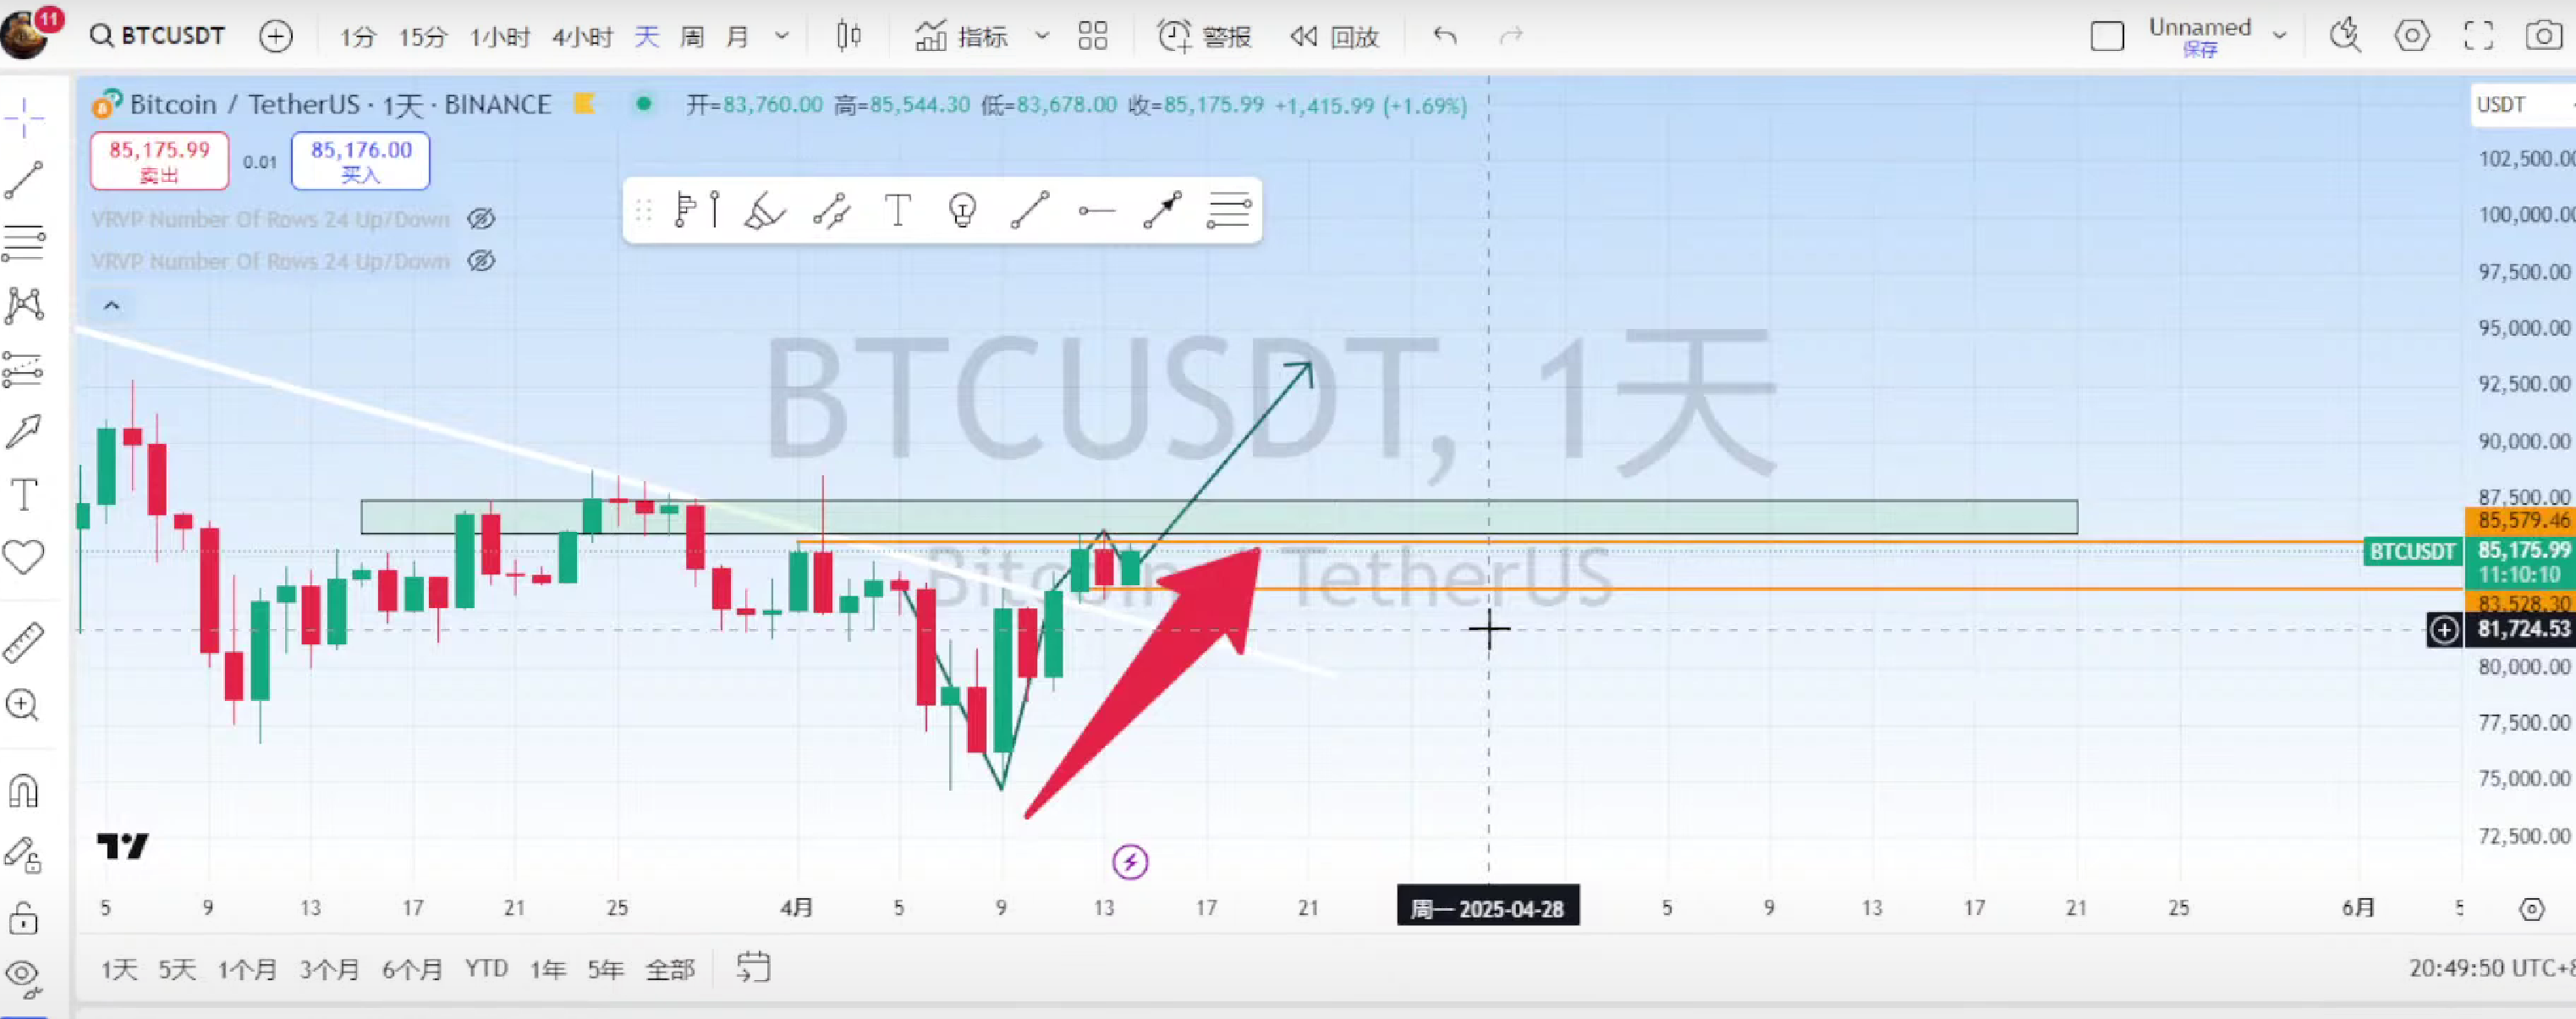 11
BTCUSDT 1分 15分 1小时 4小时 天 周 月 指标 警报 回放 Unnamed
保存
Bitcoin / TetherUS · 1天 · BINANCE 开=83,760.00 高=85,544.30 低=83,678.00 收=85,175.99 +1,415.99 (+1.69%)
USDT
85,175.99 0.01 85,176.00
卖出 买入
VRVP Number Of Rows 24 Up/Down
VRVP Number Of Rows 24 Up/Down
BTCUSDT, 1天
Bitcoin / TetherUS
102,500.00
100,000.00
97,500.00
95,000.00
92,500.00
90,000.00
87,500.00
85,579.46
BTCUSDT 85,175.99
11:10:10
83,528.30
81,724.53
80,000.00
77,500.00
75,000.00
72,500.00
5 9 13 17 21 25 4月 5 9 13 17 21 周一 2025-04-28 5 9 13 17 21 25 6月 5
1天 5天 1个月 3个月 6个月 YTD 1年 5年 全部
20:49:50 UTC+8